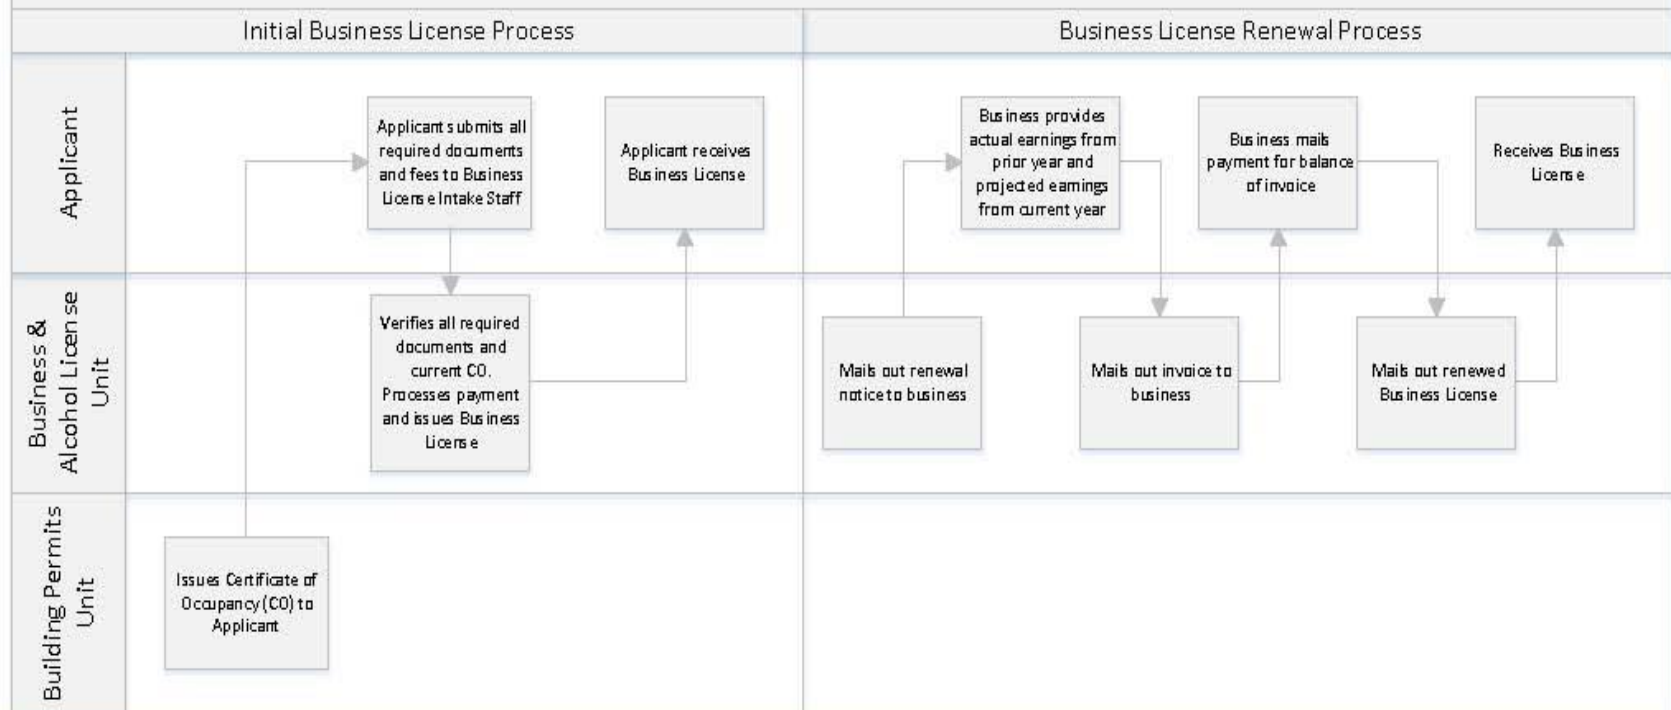 Initial Business License Process
Business License Renewal Process
Applicant
Applicant submits all
required documents
and fees to Business
License Intake Staff
Applicant receives
Business License
Business provides
actual earnings from
prior year and
projected earnings
from current year
Business mails
payment for balance
of invoice
Receives Business
License
Business &
Alcohol License
Unit
Verifies all required
documents and
current CO.
Processes payment
and issues Business
License
Mails out renewal
notice to business
Mails out invoice to
business
Mails out renewed
Business License
Building Permits
Unit
Issues Certificate of
Occupancy (CO) to
Applicant